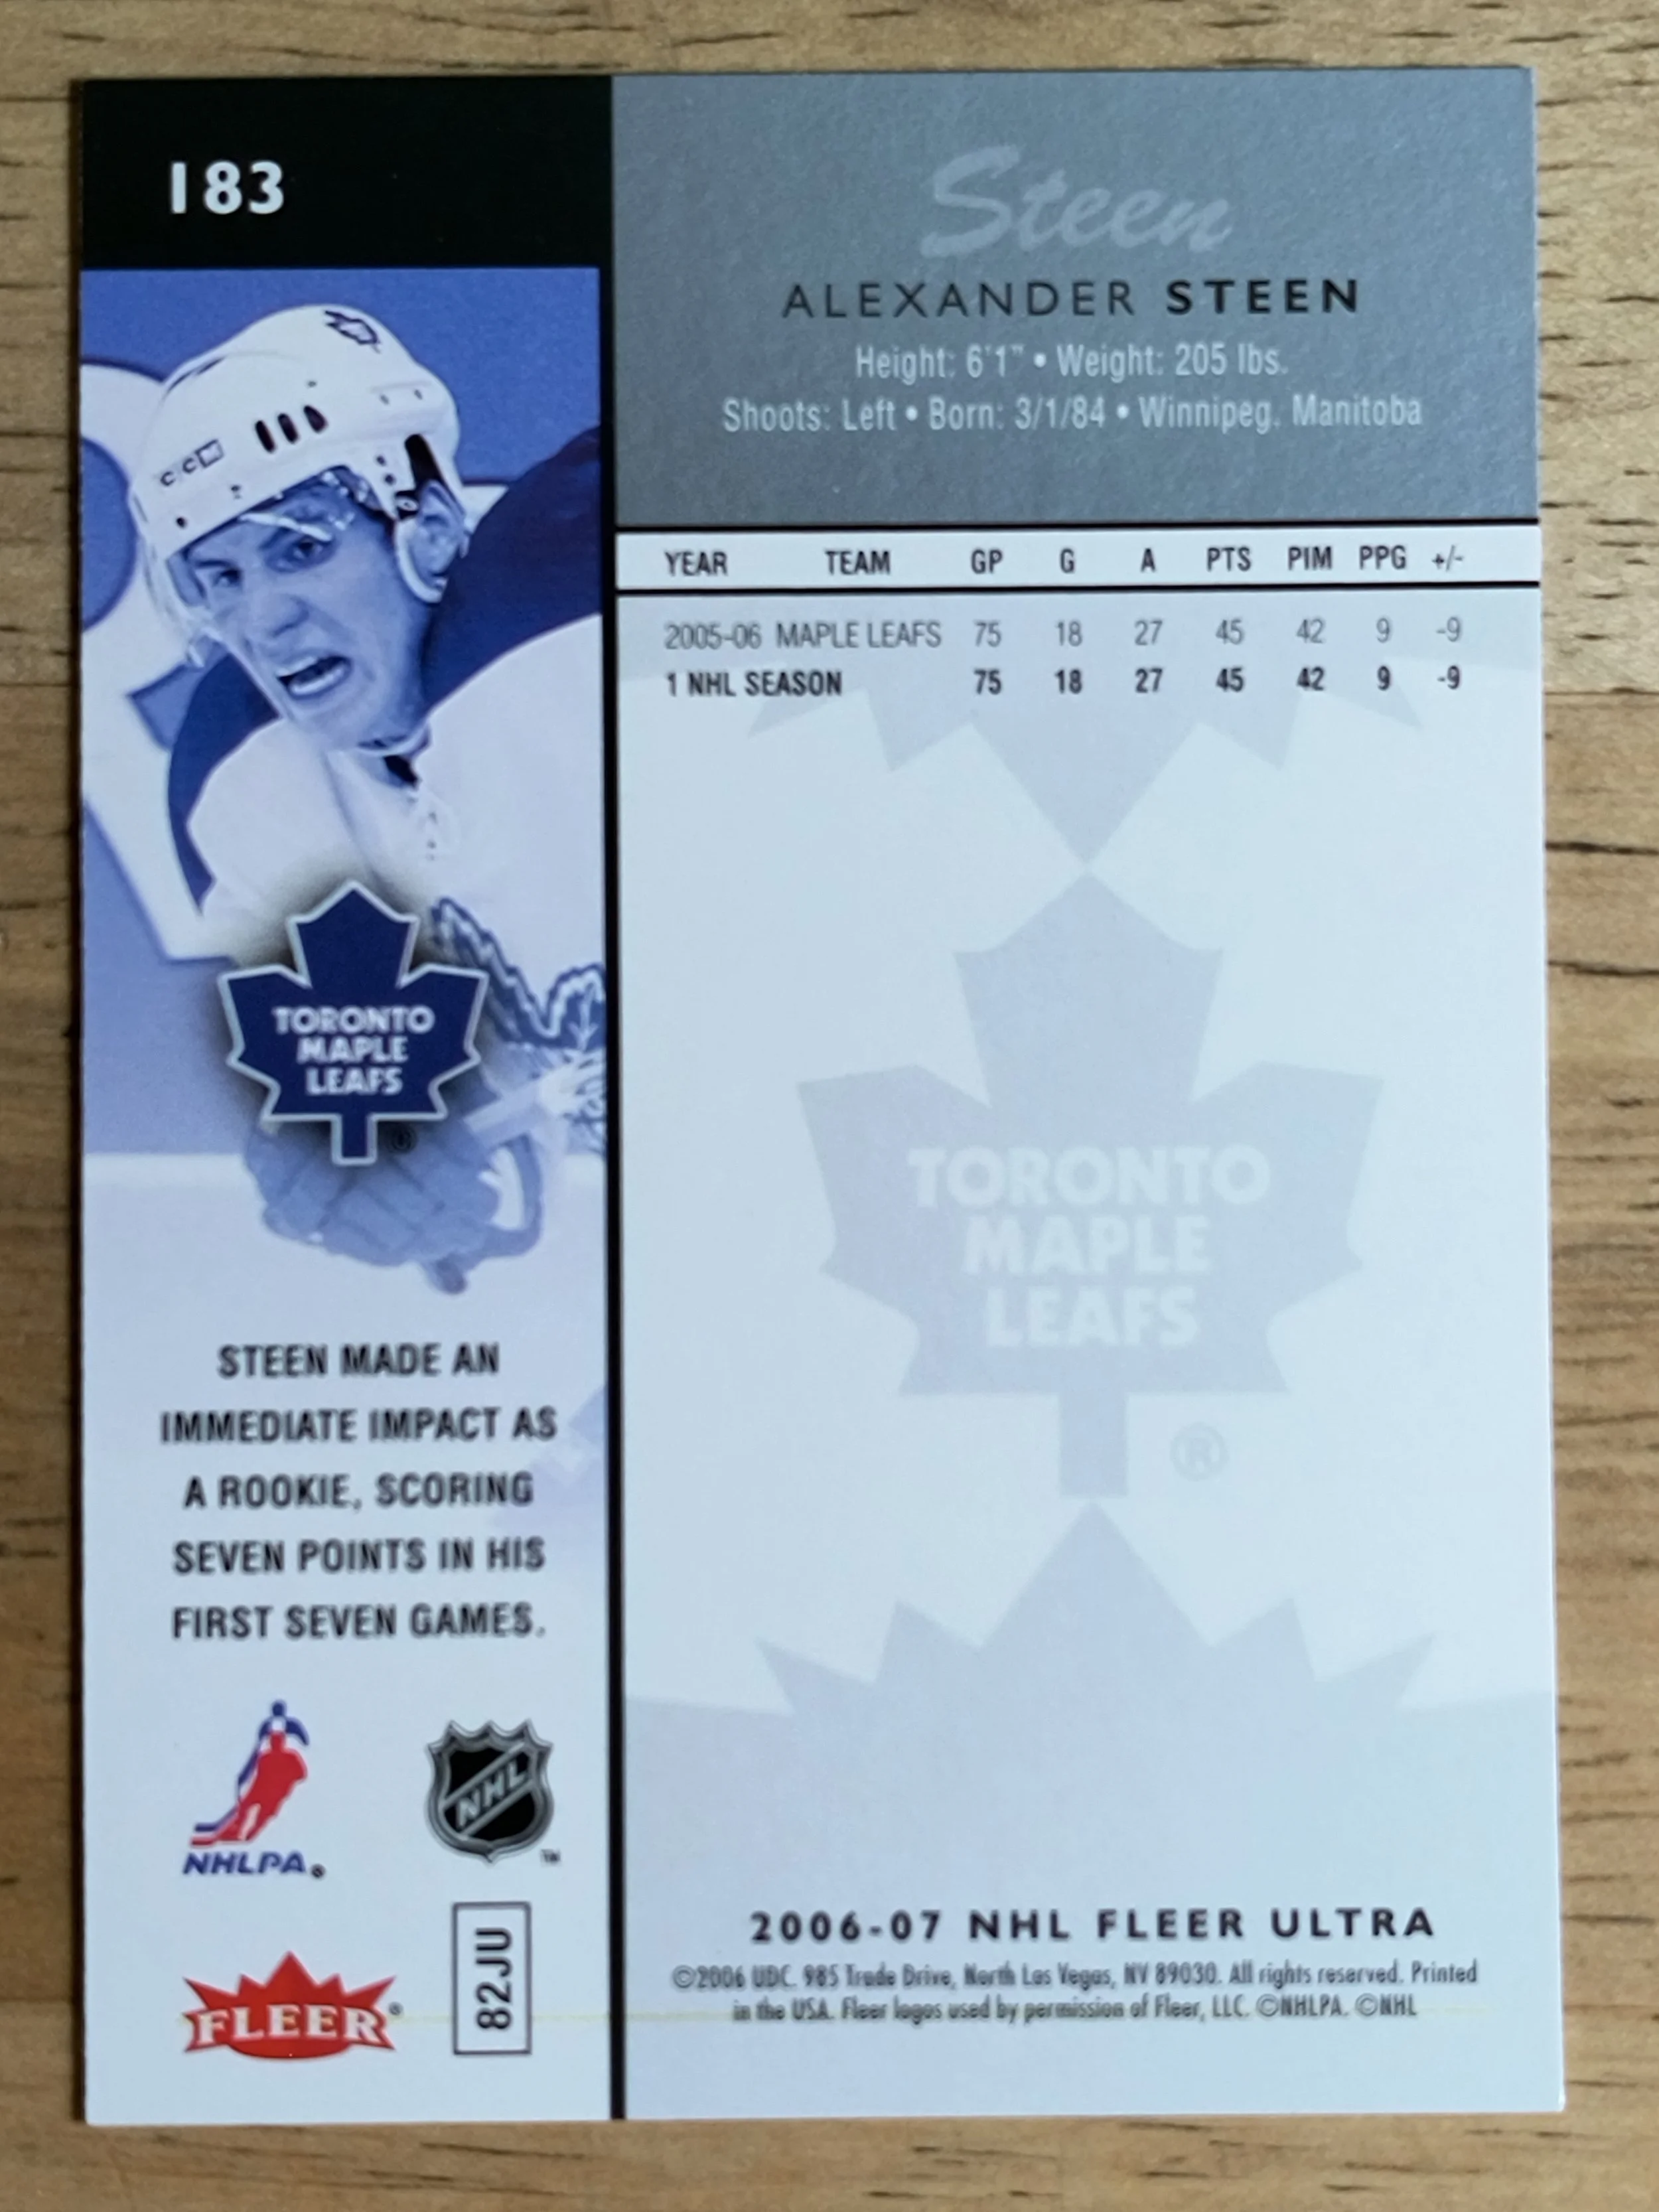 183
CCM
TORONTO
MAPLE
LEAFS
STEEN MADE AN
IMMEDIATE IMPACT AS
A ROOKIE, SCORING
SEVEN POINTS IN HIS
FIRST SEVEN GAMES.
NHLPA®
NHL™
FLEER®
82JU
Steen
ALEXANDER STEEN
Height: 6'1" • Weight: 205 lbs.
Shoots: Left • Born: 3/1/84 • Winnipeg, Manitoba
YEAR TEAM GP G A PTS PIM PPG +/-
2005-06 MAPLE LEAFS 75 18 27 45 42 9 -9
1 NHL SEASON 75 18 27 45 42 9 -9
TORONTO
MAPLE
LEAFS
®
2006-07 NHL FLEER ULTRA
©2006 UDC. 985 Trade Drive, North Las Vegas, NV 89030. All rights reserved. Printed
in the USA. Fleer logos used by permission of Fleer, LLC. ©NHLPA. ©NHL